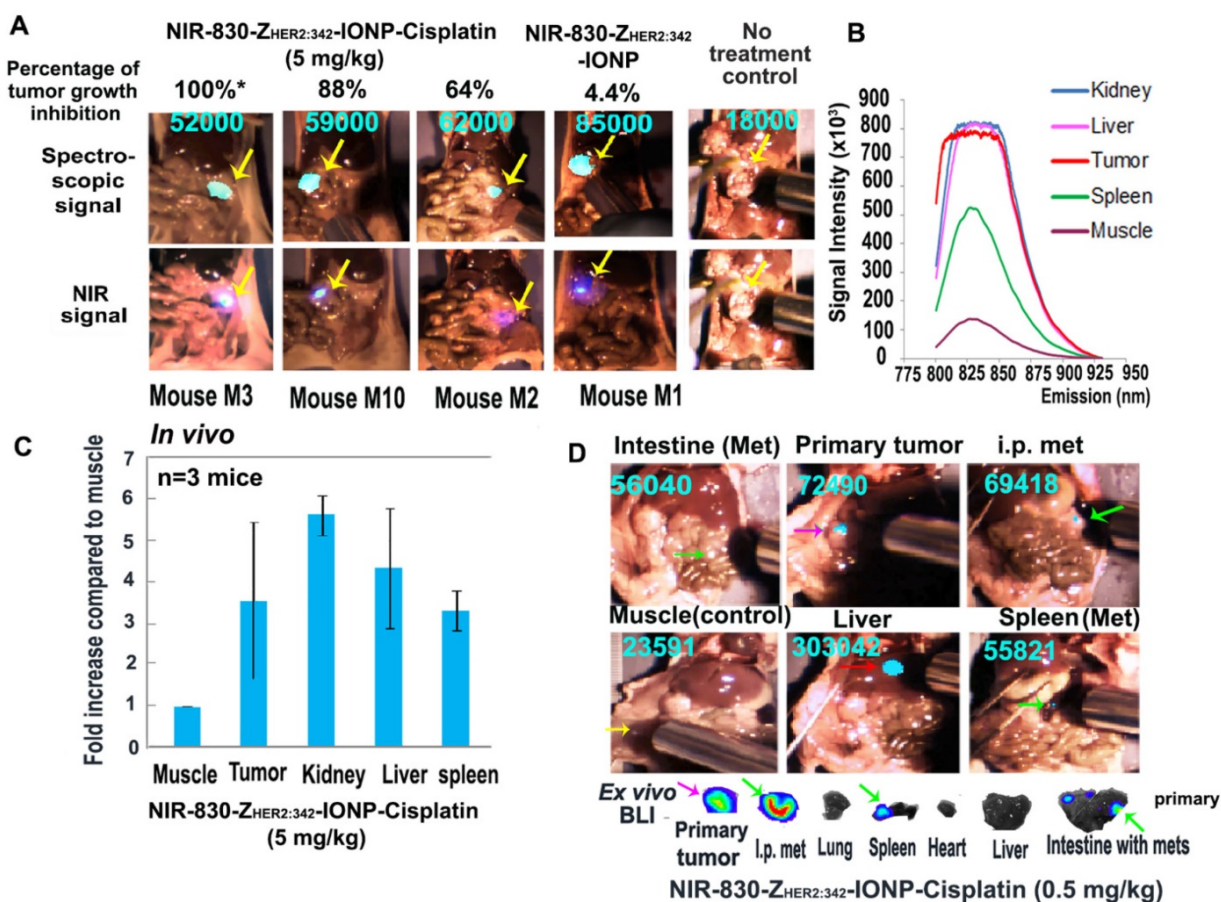 A
NIR-830-ZHER2:342-IONP-Cisplatin
(5 mg/kg)
NIR-830-ZHER2:342
-IONP
No
treatment
control
Percentage of
tumor growth
inhibition
100%*
88%
64%
4.4%
52000
59000
62000
85000
18000
Spectro-
scopic
signal
NIR
signal
Mouse M3
Mouse M10
Mouse M2
Mouse M1
B
Signal Intensity (x10³)
900
800
700
600
500
400
300
200
100
0
775 800 825 850 875 900 925 950
Emission (nm)
Kidney
Liver
Tumor
Spleen
Muscle
C
In vivo
n=3 mice
Fold increase compared to muscle
7
6
5
4
3
2
1
0
Muscle Tumor Kidney Liver spleen
NIR-830-ZHER2:342-IONP-Cisplatin
(5 mg/kg)
D
Intestine (Met)
Primary tumor
i.p. met
56040
72490
69418
Muscle(control)
Liver
Spleen(Met)
23591
303042
55821
Ex vivo
BLI
primary
Primary
tumor
I.p. met
Lung
Spleen
Heart
Liver
Intestine with mets
NIR-830-ZHER2:342-IONP-Cisplatin (0.5 mg/kg)